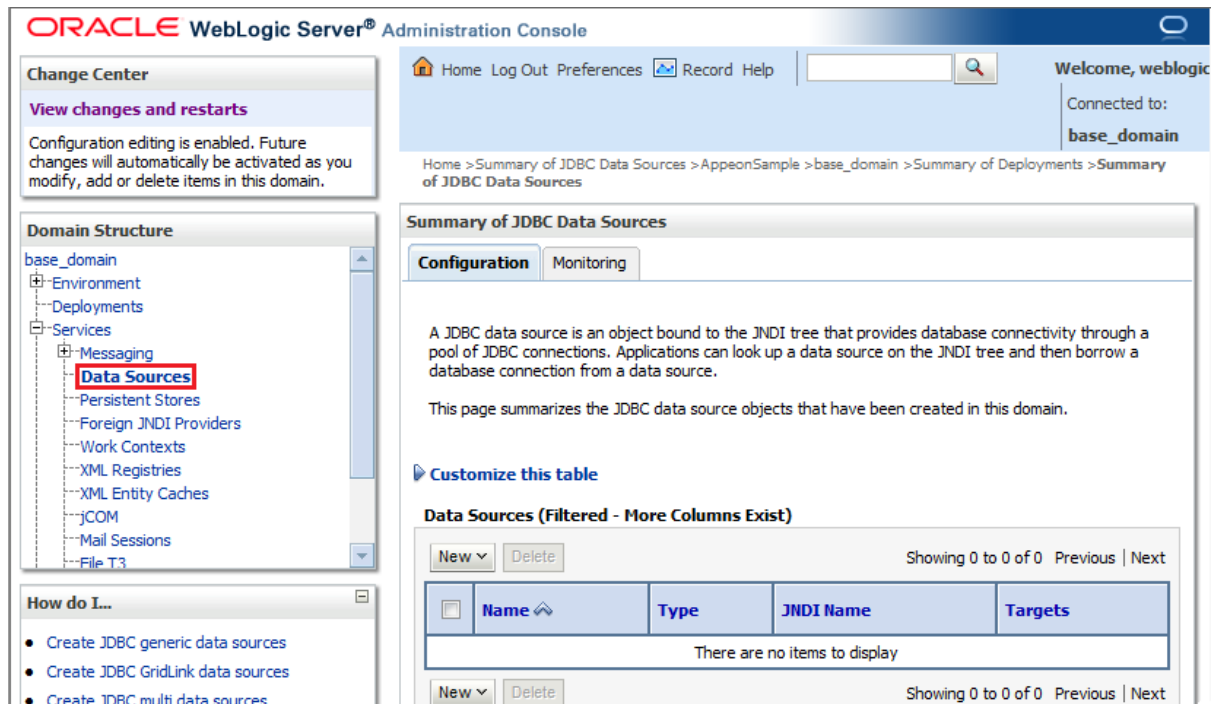 ORACLE WebLogic Server® Administration Console
Change Center
View changes and restarts
Configuration editing is enabled. Future
changes will automatically be activated as you
modify, add or delete items in this domain.
Domain Structure
base_domain
Environment
Deployments
Services
Messaging
Data Sources
Persistent Stores
Foreign JNDI Providers
Work Contexts
XML Registries
XML Entity Caches
jCOM
Mail Sessions
File T3
How do I...
Create JDBC generic data sources
Create JDBC GridLink data sources
Create JDBC multi data sources
Home Log Out Preferences Record Help
Welcome, weblogic
Connected to:
base_domain
Home >Summary of JDBC Data Sources >AppeonSample >base_domain >Summary of Deployments >Summary
of JDBC Data Sources
Summary of JDBC Data Sources
Configuration Monitoring
A JDBC data source is an object bound to the JNDI tree that provides database connectivity through a
pool of JDBC connections. Applications can look up a data source on the JNDI tree and then borrow a
database connection from a data source.
This page summarizes the JDBC data source objects that have been created in this domain.
Customize this table
Data Sources (Filtered - More Columns Exist)
New Delete Showing 0 to 0 of 0 Previous | Next
Name Type JNDI Name Targets
There are no items to display
New Delete Showing 0 to 0 of 0 Previous | Next